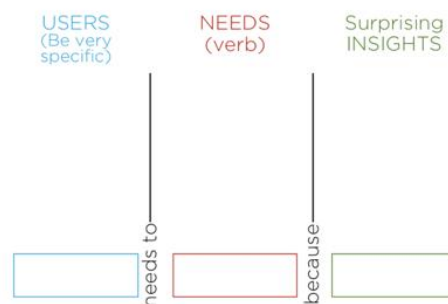 USERS
(Be very
specific)
NEEDS
(verb)
Surprising
INSIGHTS
needs to
because